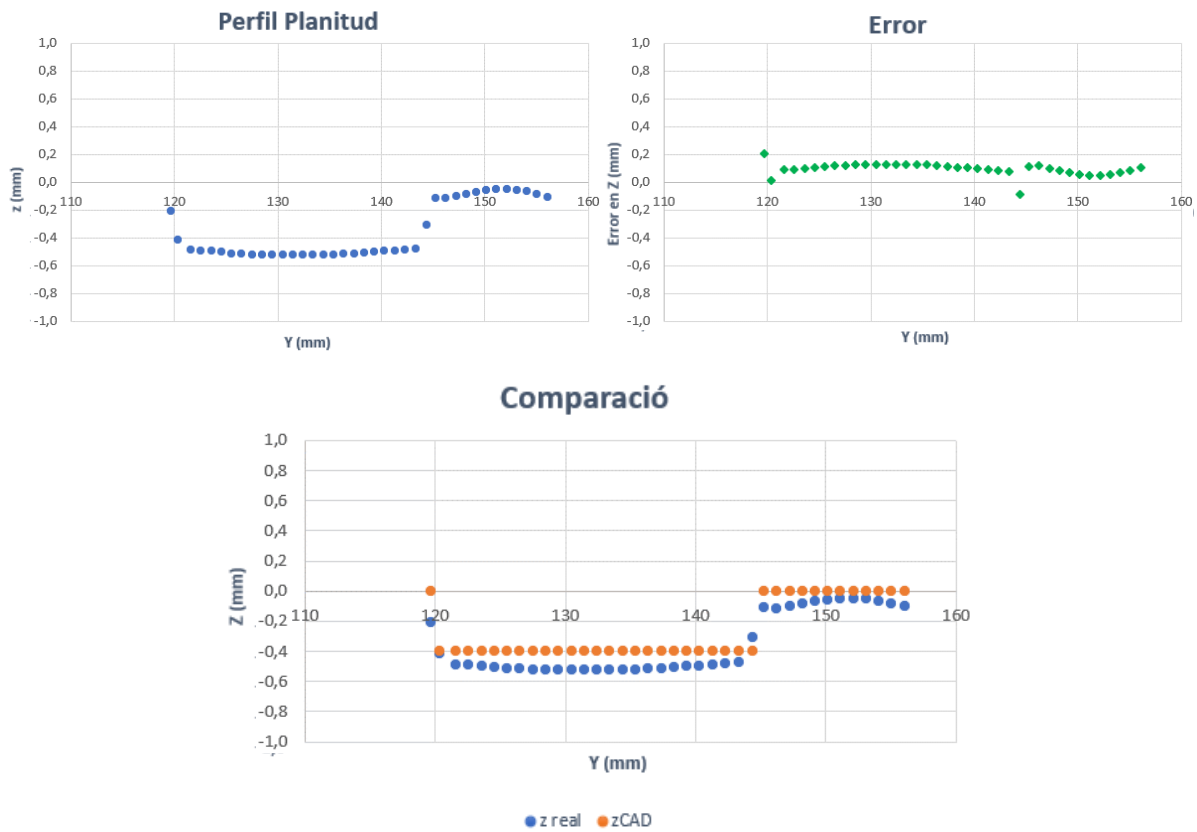 Perfil Planitud
1,0
0,8
0,6
0,4
0,2
0,0
-0,2
-0,4
-0,6
-0,8
-1,0
110 120 130 140 150 160
z (mm)
Y (mm)
Error
1,0
0,8
0,6
0,4
0,2
0,0
-0,2
-0,4
-0,6
-0,8
-1,0
110 120 130 140 150 160
Error en Z (mm)
Y (mm)
Comparació
1,0
0,8
0,6
0,4
0,2
0,0
-0,2
-0,4
-0,6
-0,8
-1,0
110 120 130 140 150 160
Z (mm)
Y (mm)
z real zCAD